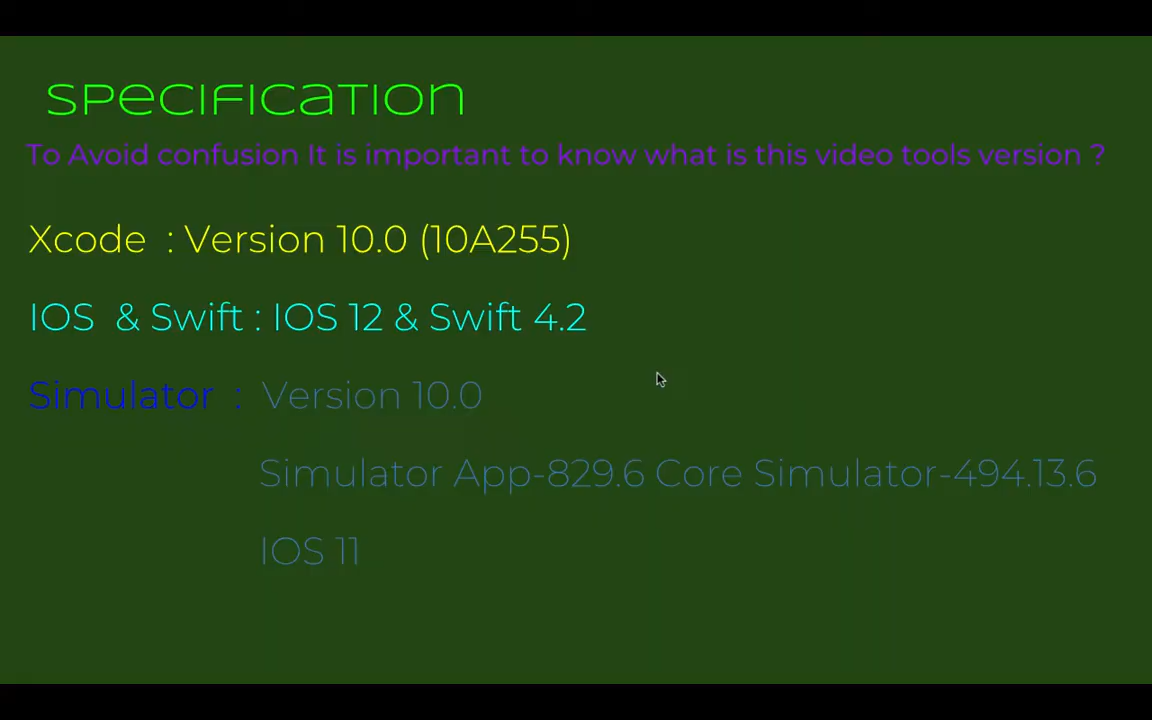 Specification
To Avoid confusion It is important to know what is this video tools version ?
Xcode : Version 10.0 (10A255)
IOS & Swift : IOS 12 & Swift 4.2
Simulator : Version 10.0
Simulator App-829.6 Core Simulator-494.13.6
IOS 11